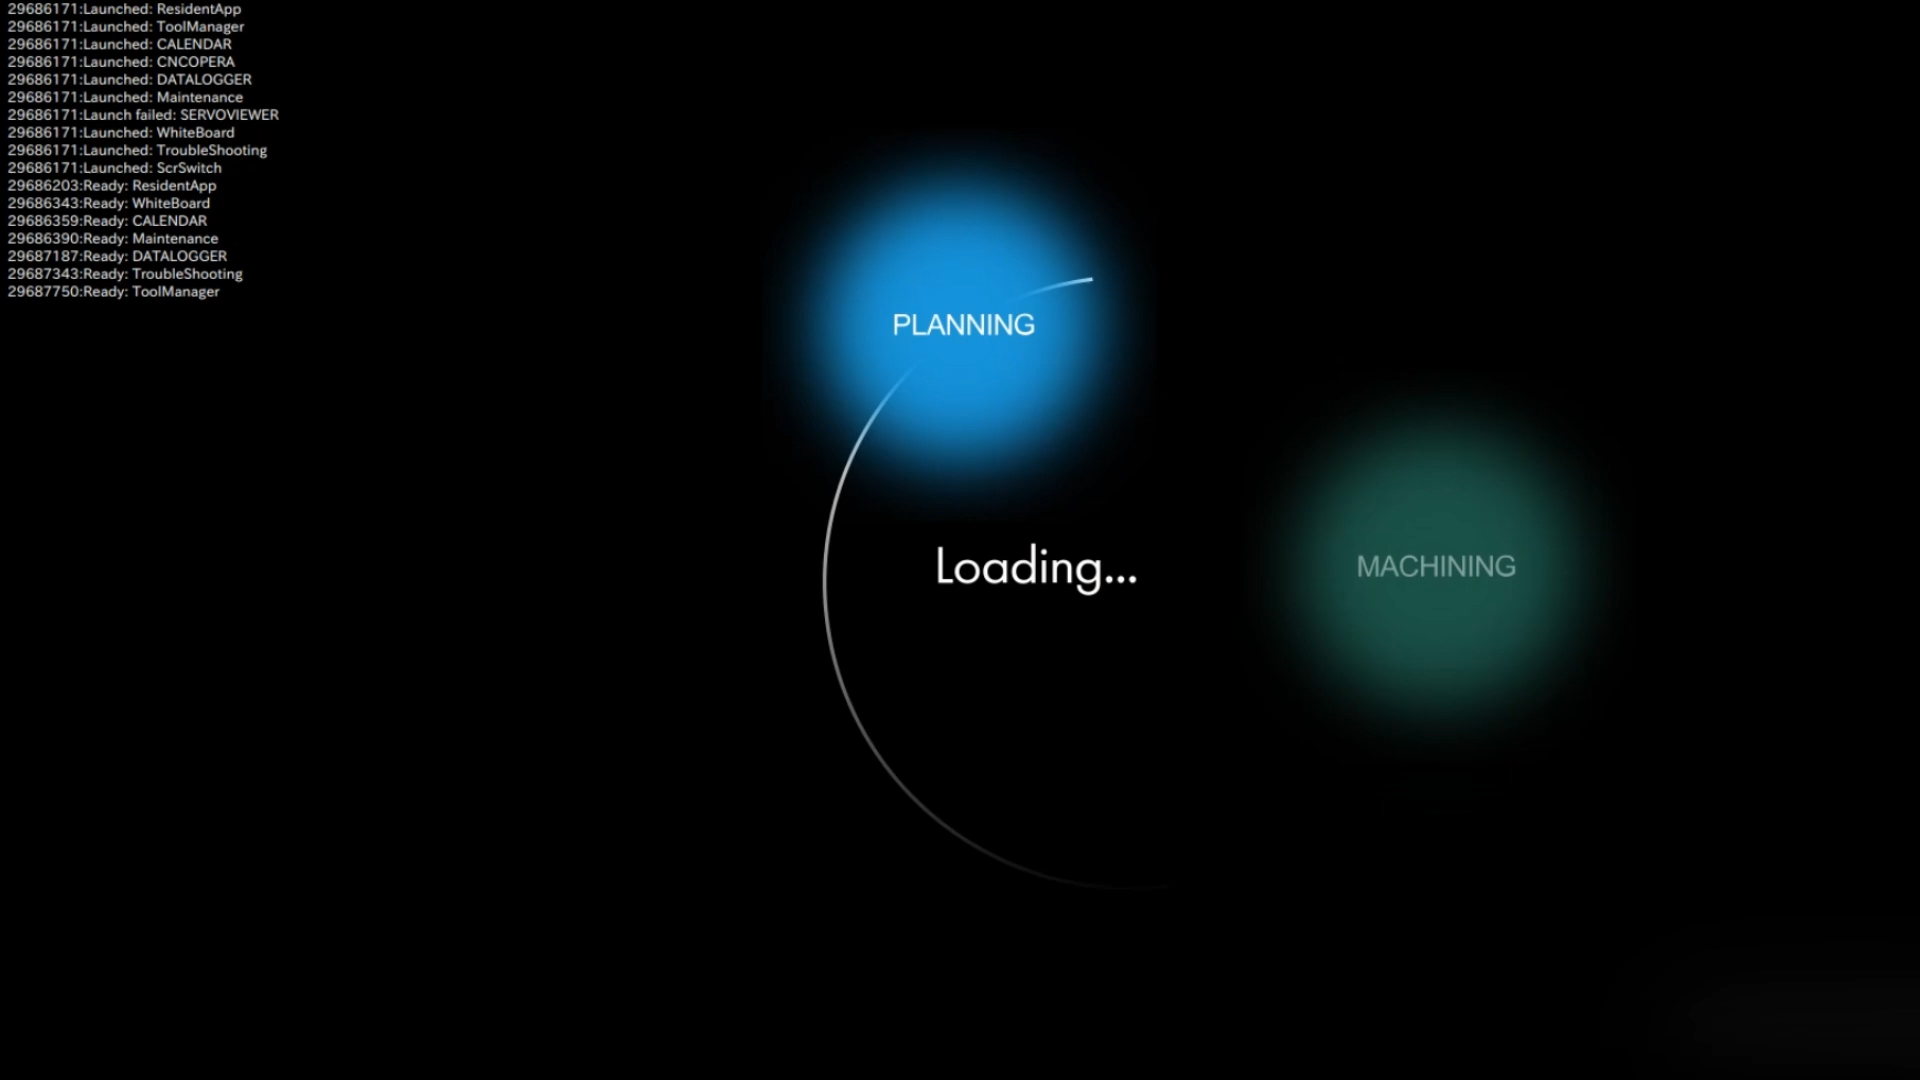 29686171:Launched: ResidentApp
29686171:Launched: ToolManager
29686171:Launched: CALENDAR
29686171:Launched: CNCOPERA
29686171:Launched: DATALOGGER
29686171:Launched: Maintenance
29686171:Launch failed: SERVOVIEWER
29686171:Launched: WhiteBoard
29686171:Launched: TroubleShooting
29686171:Launched: ScrSwitch
29686203:Ready: ResidentApp
29686343:Ready: WhiteBoard
29686359:Ready: CALENDAR
29686390:Ready: Maintenance
29687187:Ready: DATALOGGER
29687343:Ready: TroubleShooting
29687750:Ready: ToolManager
PLANNING
Loading...
MACHINING